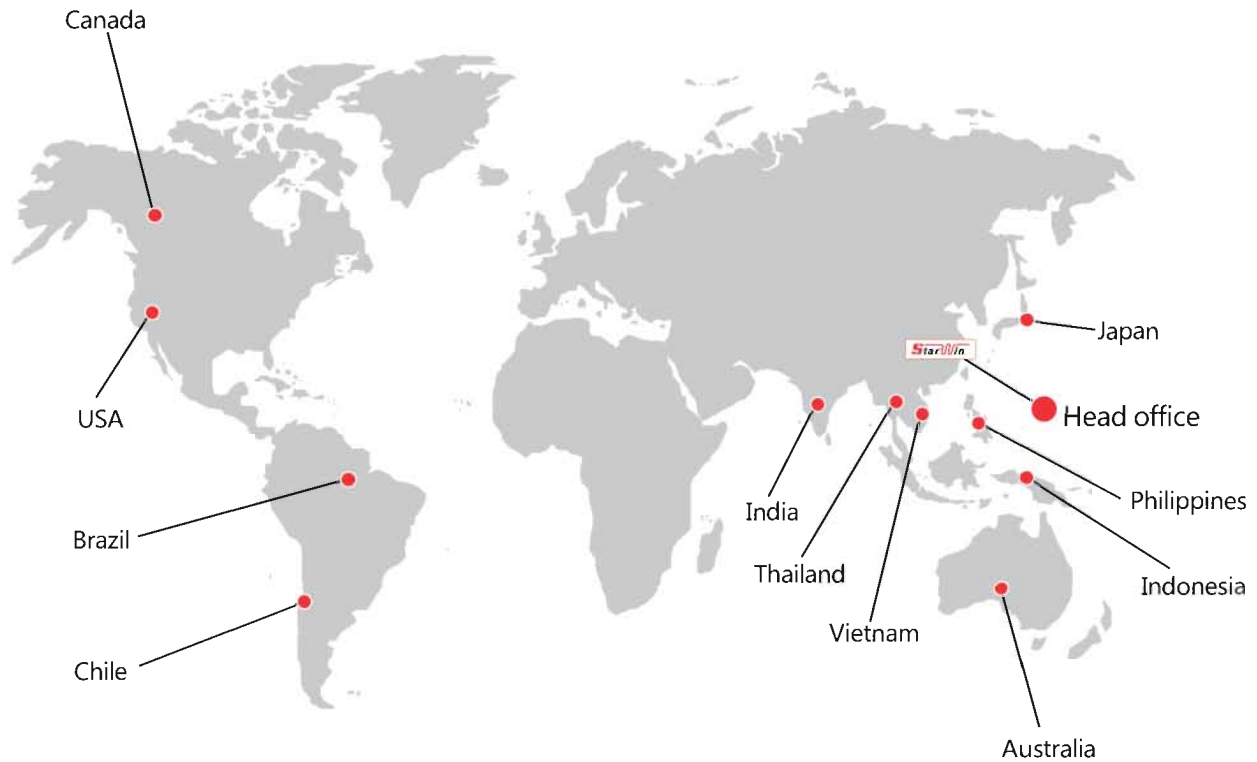 Canada
Japan
StarWin
USA
Head office
Philippines
India
Brazil
Thailand
Indonesia
Vietnam
Chile
Australia